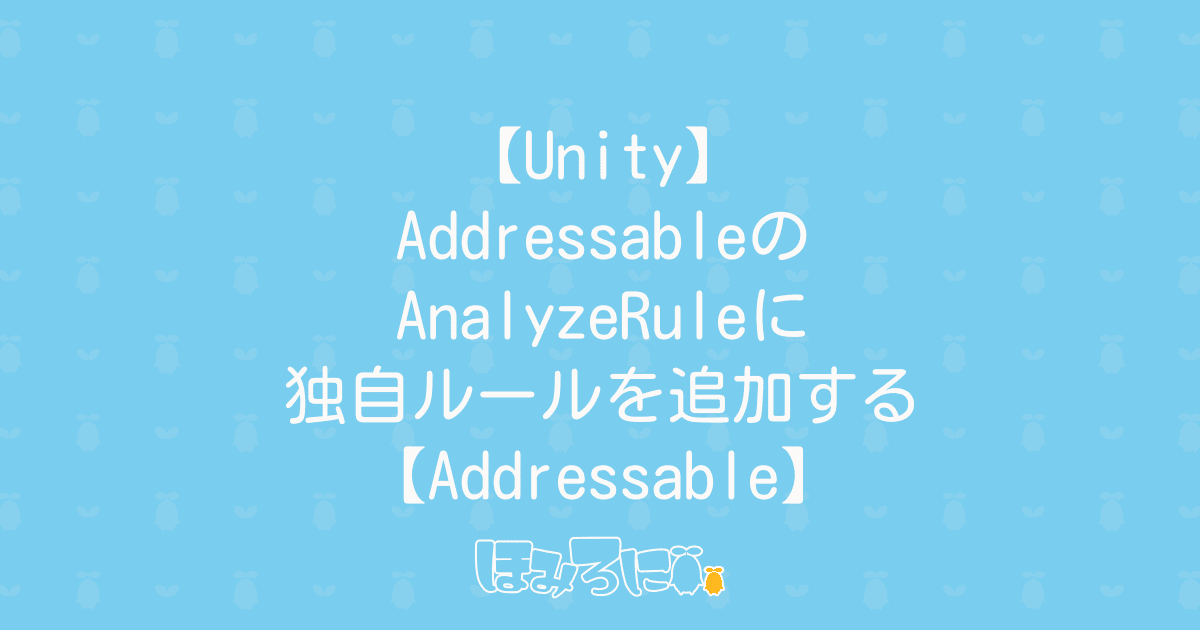 【Unity】
Addressableの
AnalyzeRuleに
独自ルールを追加する
【Addressable】
ほみろに